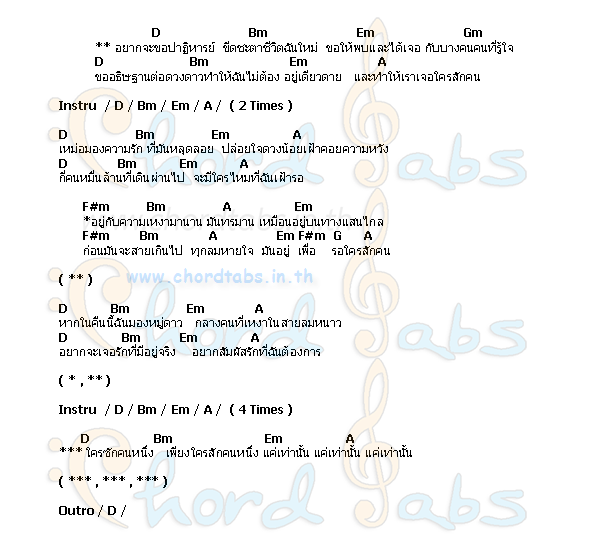 D Bm Em Gm
** อยากจะขอปาฏิหารย์ ขีดชะตาชีวิตฉันใหม่ ขอให้พบและได้เจอ กับบางคนคนที่รู้ใจ
D Bm Em A
ขออธิษฐานต่อดวงดาวทำให้ฉันไม่ต้อง อยู่เดียวดาย และทำให้เราเจอใครสักคน
Instru / D / Bm / Em / A / ( 2 Times )
D Bm Em A
เหม่อมองความรัก ที่มันหลุดลอย ปล่อยใจดวงน้อยเฝ้าคอยความหวัง
D Bm Em A
กี่คนหมื่นล้านที่เดินผ่านไป จะมีใครไหมที่ฉันเฝ้ารอ
F#m Bm A Em
*อยู่กับความเหงามานาน มันทรมาน เหมือนอยู่บนทางแสนไกล
F#m Bm A Em F#m G A
ก่อนมันจะสายเกินไป ทุกลมหายใจ มันอยู่ เพื่อ รอใครสักคน
( ** )
www.chordtabs.in.th
D Bm Em A
หากในคืนนี้ฉันมองหมู่ดาว กลางคนที่เหงาในสายลมหนาว
D Bm Em A
อยากจะเจอรักที่มีอยู่จริง อยากสัมผัสรักที่ฉันต้องการ
( * , ** )
Instru / D / Bm / Em / A / ( 4 Times )
D Bm Em A
*** ใครซักคนหนึ่ง เพียงใครสักคนหนึ่ง แค่เท่านั้น แค่เท่านั้น แค่เท่านั้น
( *** , *** , *** )
Outro / D /